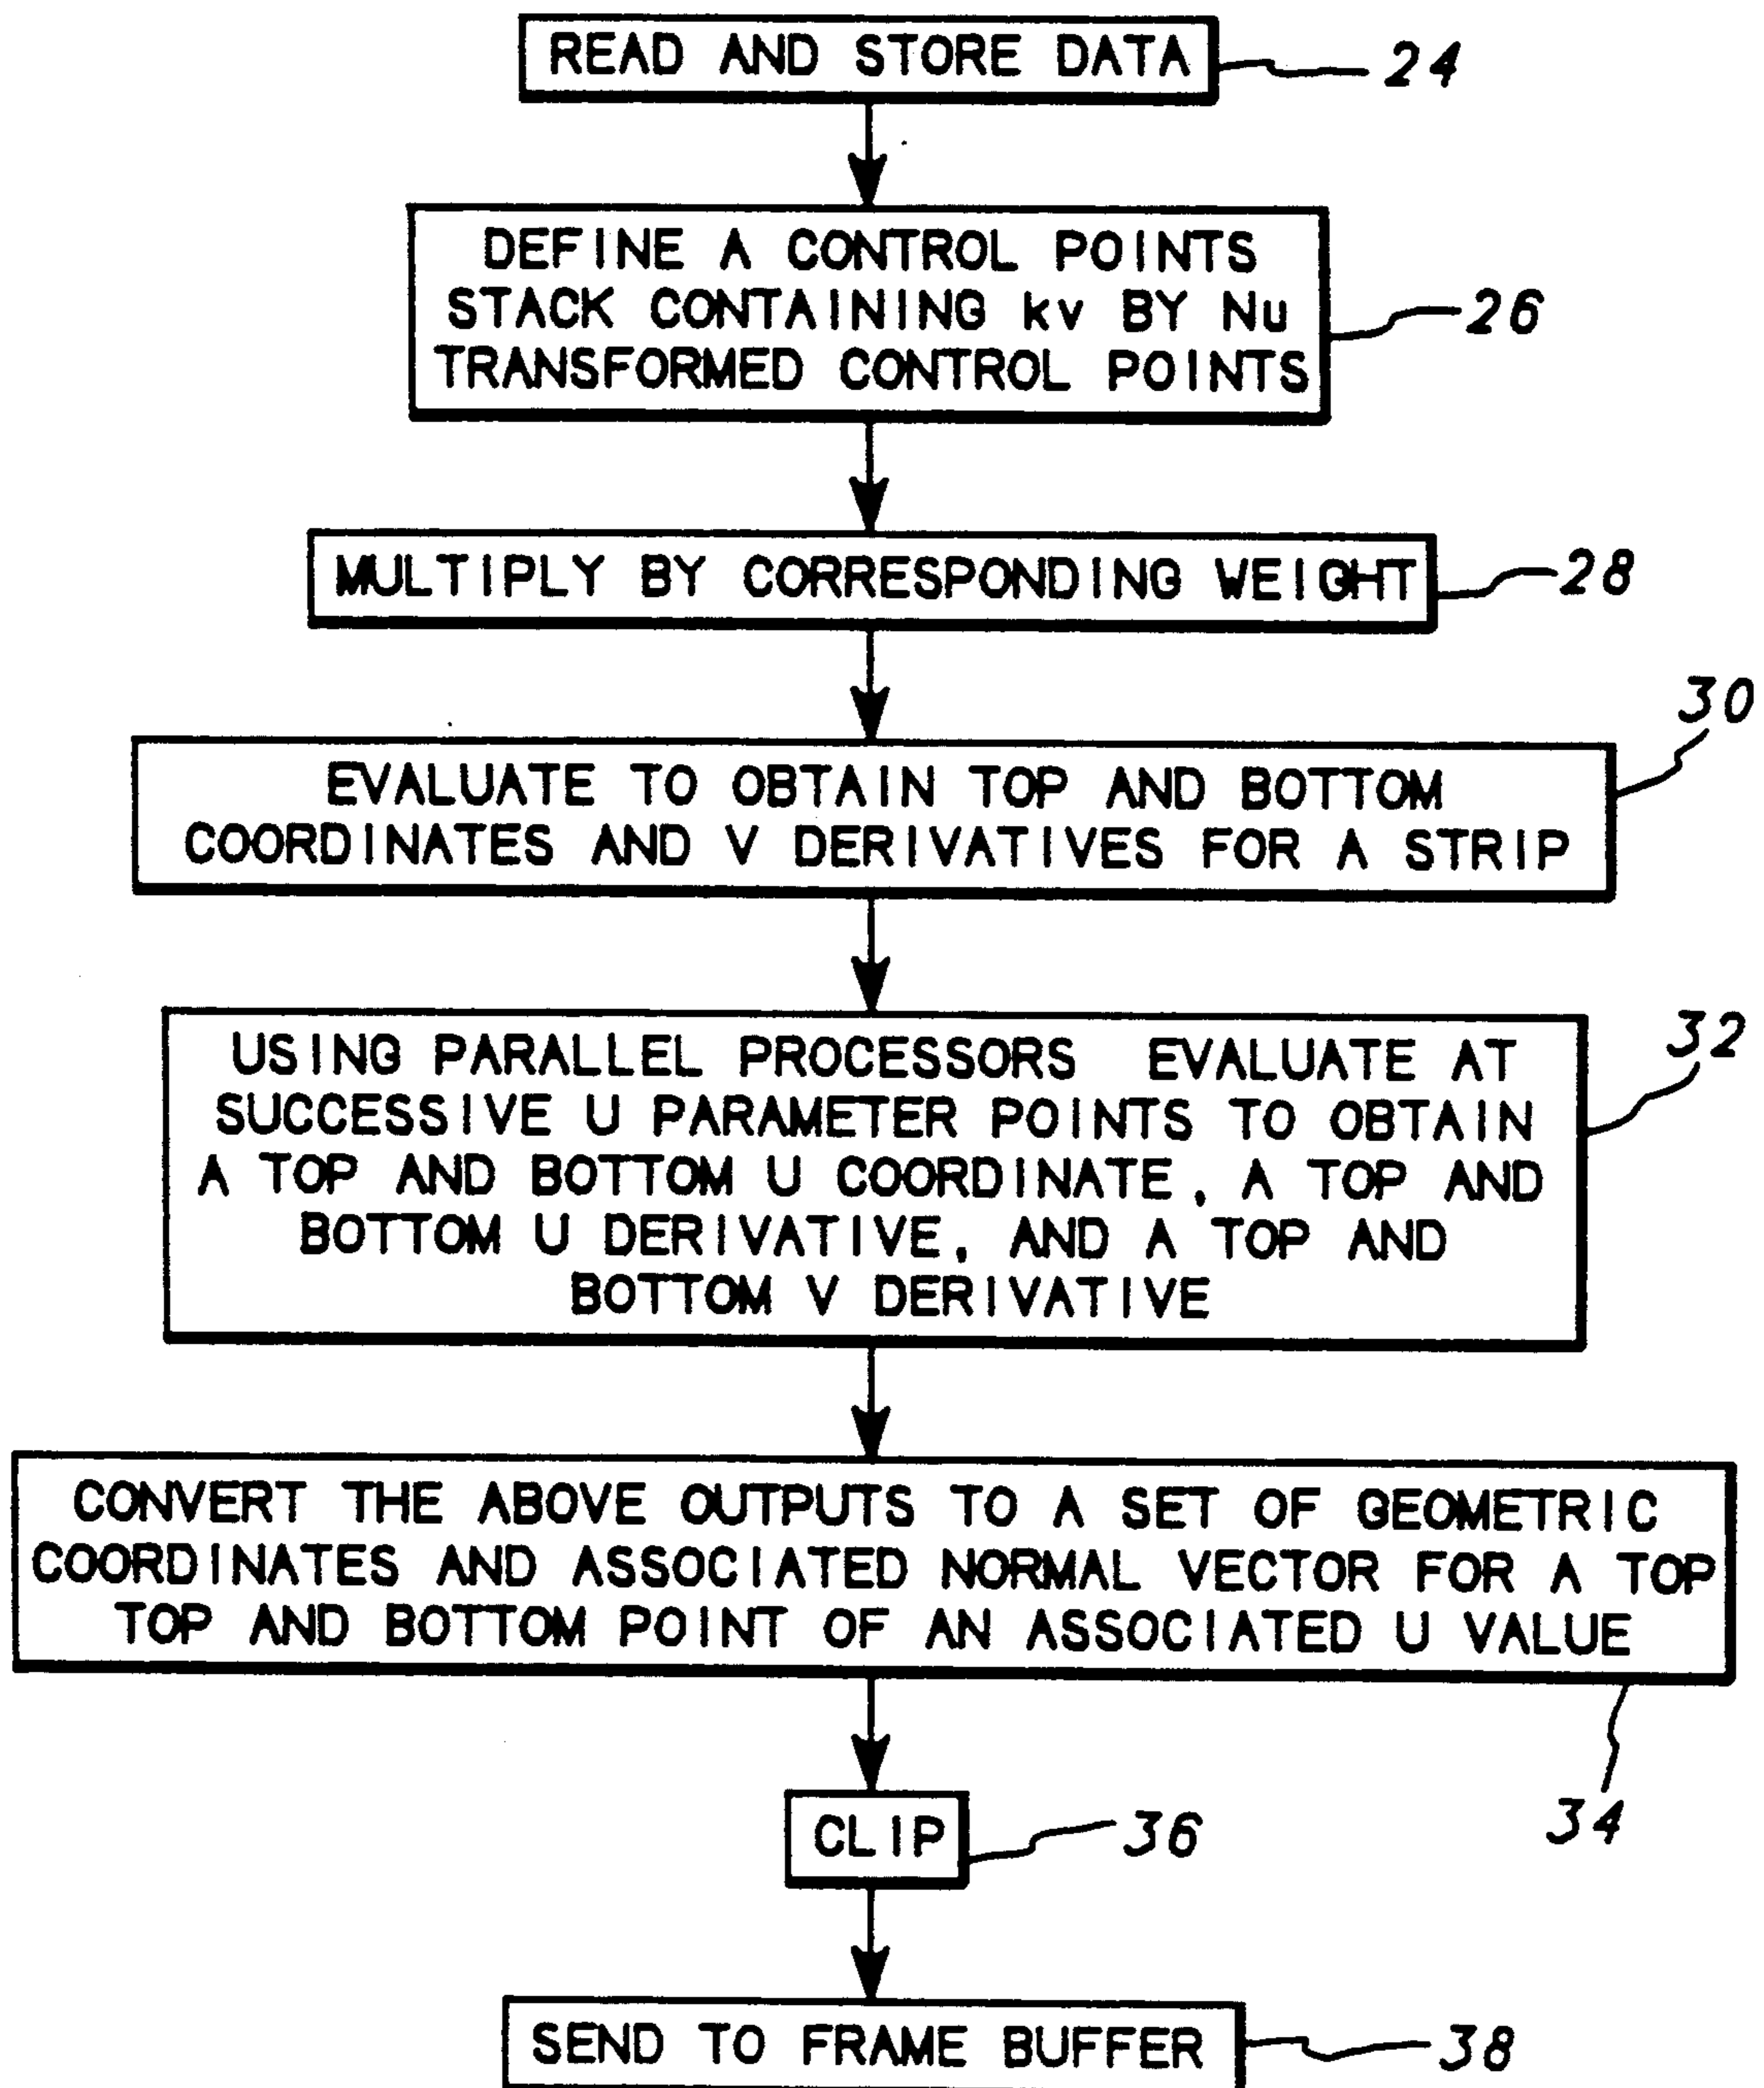 READ AND STORE DATA
24
DEFINE A CONTROL POINTS
STACK CONTAINING kv BY Nu
TRANSFORMED CONTROL POINTS
26
MULTIPLY BY CORRESPONDING WEIGHT
28
30
EVALUATE TO OBTAIN TOP AND BOTTOM
COORDINATES AND V DERIVATIVES FOR A STRIP
32
USING PARALLEL PROCESSORS EVALUATE AT
SUCCESSIVE U PARAMETER POINTS TO OBTAIN
A TOP AND BOTTOM U COORDINATE, A TOP AND
BOTTOM U DERIVATIVE, AND A TOP AND
BOTTOM V DERIVATIVE
CONVERT THE ABOVE OUTPUTS TO A SET OF GEOMETRIC
COORDINATES AND ASSOCIATED NORMAL VECTOR FOR A TOP
TOP AND BOTTOM POINT OF AN ASSOCIATED U VALUE
34
CLIP
36
SEND TO FRAME BUFFER
38